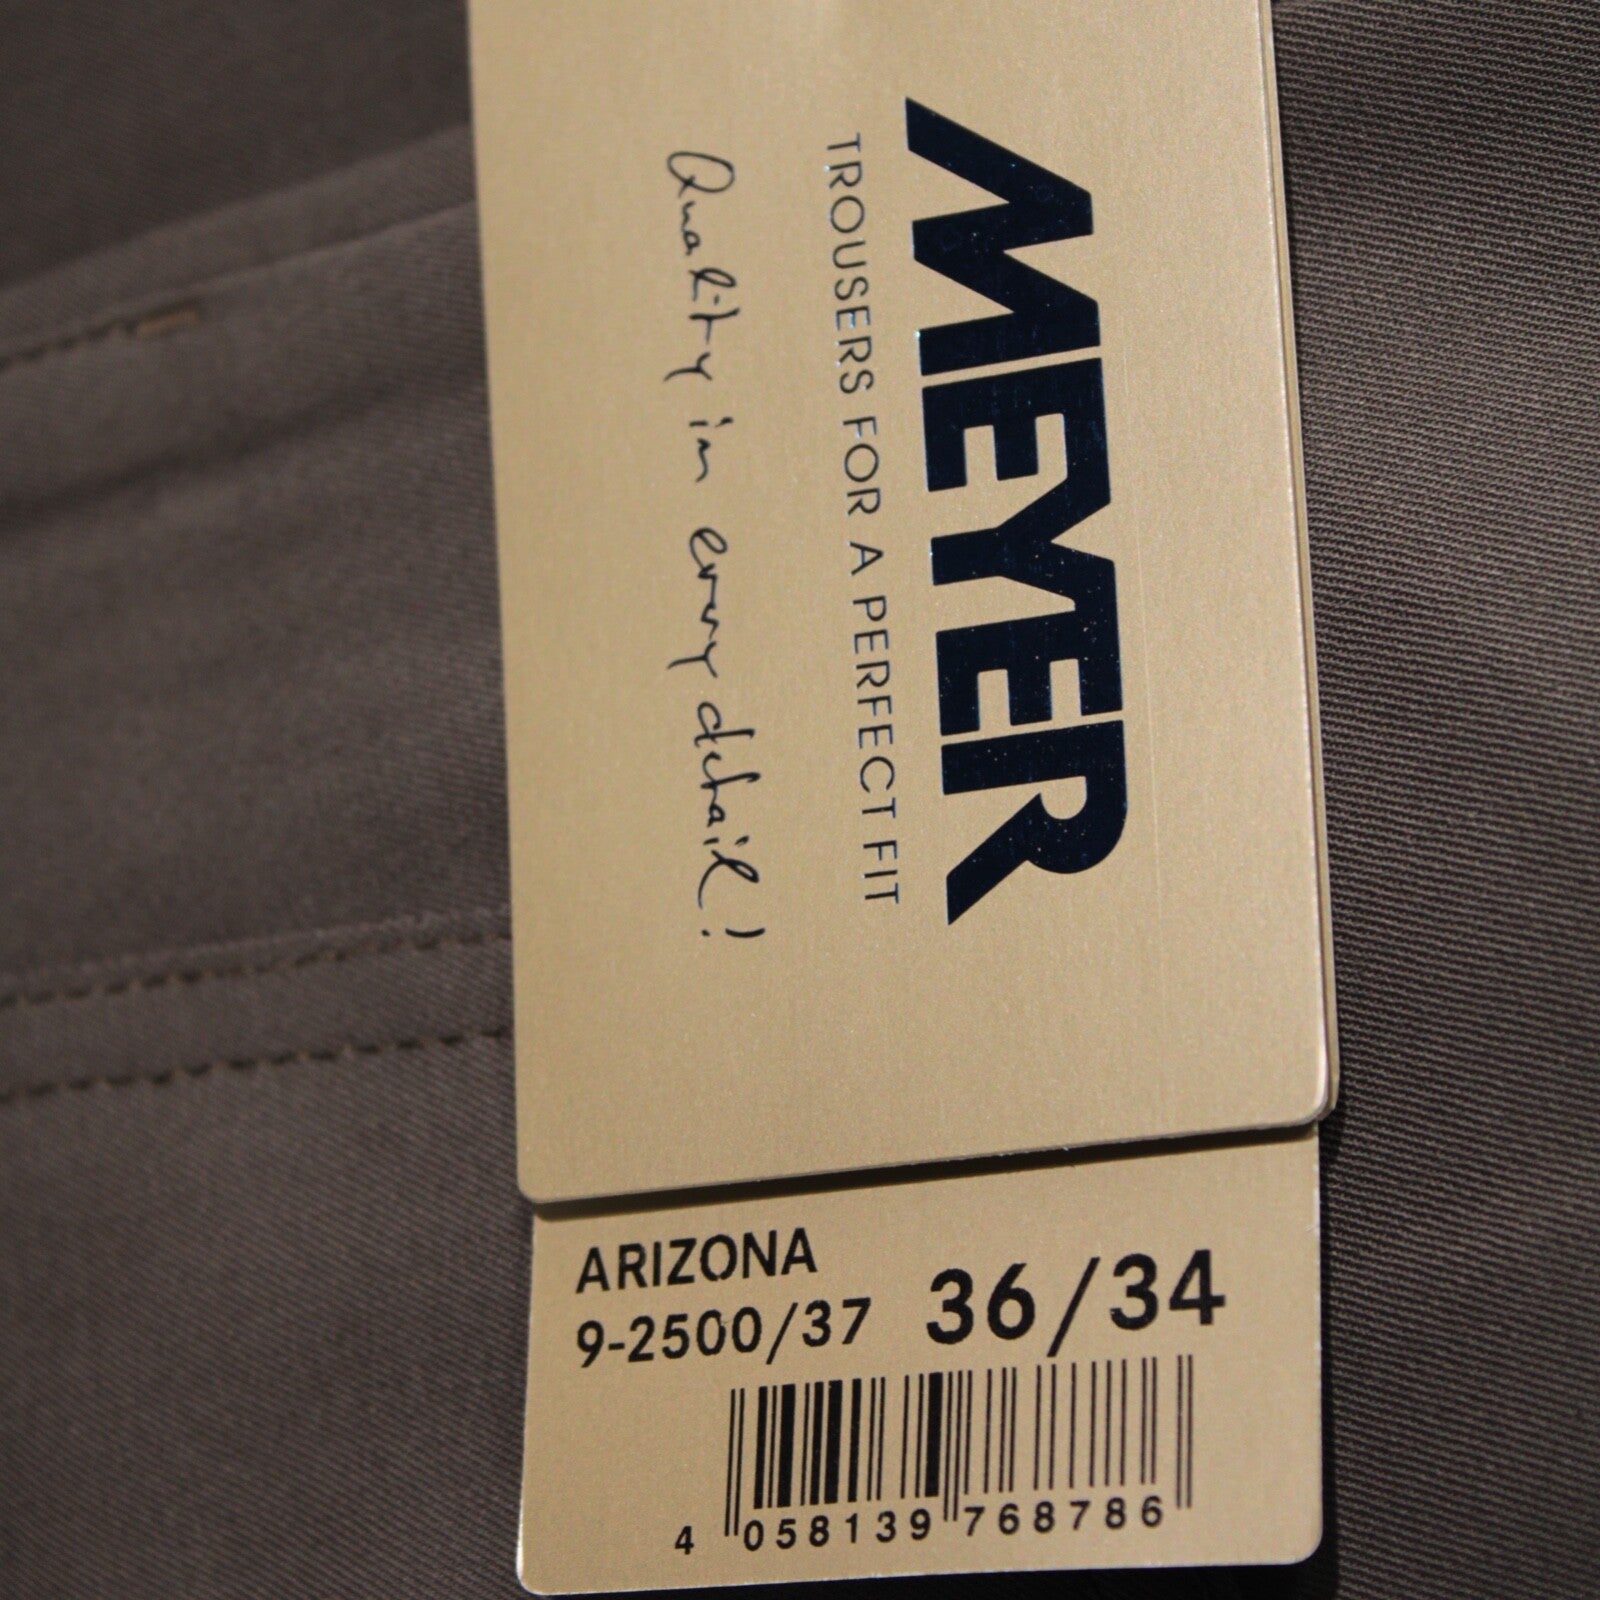 MEYER
TROUSERS FOR A PERFECT FIT
Quality in every detail!
ARIZONA
9-2500/37 36/34
4 058139 768786